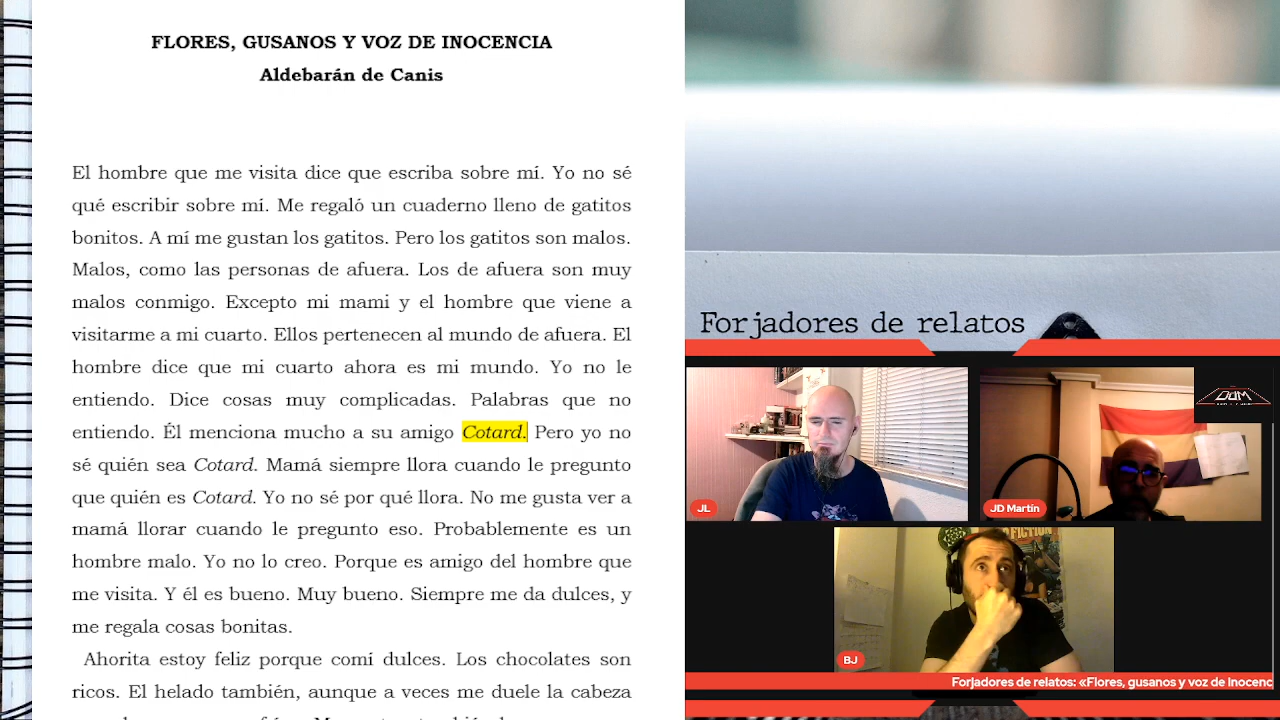 FLORES, GUSANOS Y VOZ DE INOCENCIA
Aldebarán de Canis
El hombre que me visita dice que escriba sobre mí. Yo no sé
qué escribir sobre mí. Me regaló un cuaderno lleno de gatitos
bonitos. A mí me gustan los gatitos. Pero los gatitos son malos.
Malos, como las personas de afuera. Los de afuera son muy
malos conmigo. Excepto mi mami y el hombre que viene a
visitarme a mi cuarto. Ellos pertenecen al mundo de afuera. El
hombre dice que mi cuarto ahora es mi mundo. Yo no le
entiendo. Dice cosas muy complicadas. Palabras que no
entiendo. Él menciona mucho a su amigo Cotard. Pero yo no
sé quién sea Cotard. Mamá siempre llora cuando le pregunto
que quién es Cotard. Yo no sé por qué llora. No me gusta ver a
mamá llorar cuando le pregunto eso. Probablemente es un
hombre malo. Yo no lo creo. Porque es amigo del hombre que
me visita. Y él es bueno. Muy bueno. Siempre me da dulces, y
me regala cosas bonitas.
Ahorita estoy feliz porque comí dulces. Los chocolates son
ricos. El helado también, aunque a veces me duele la cabeza
Forjadores de relatos
JL
JD Martín
BJ
Forjadores de relatos: «Flores, gusanos y voz de Inocenc